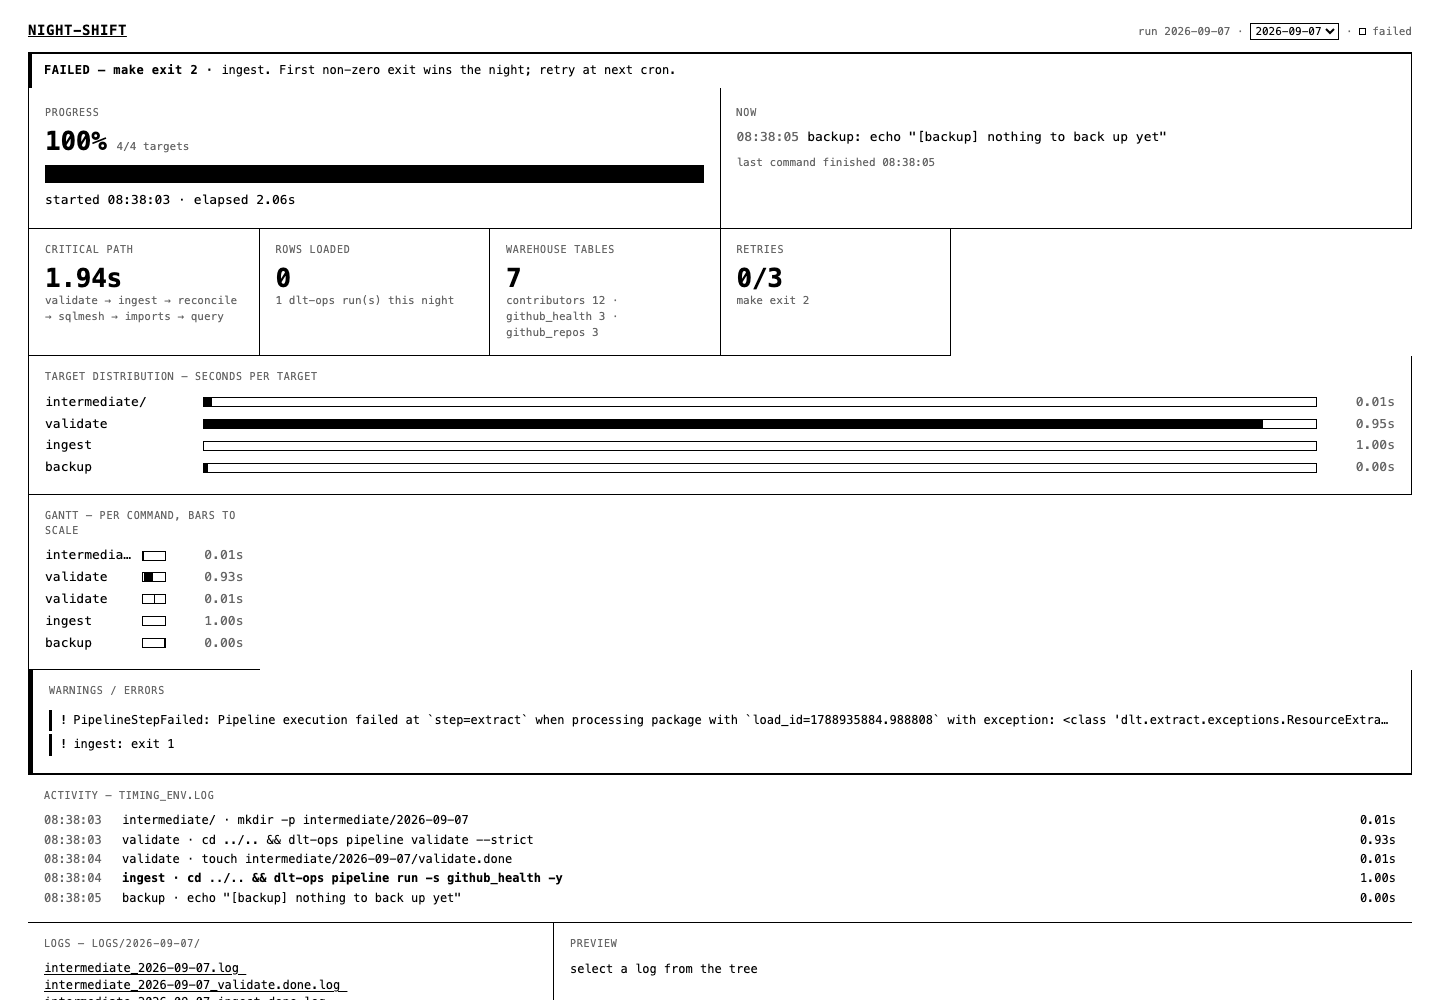 NIGHT-SHIFT
run 2026-09-07 · 2026-09-07 · failed
FAILED — make exit 2 · ingest. First non-zero exit wins the night; retry at next cron.
PROGRESS
100% 4/4 targets
started 08:38:03 · elapsed 2.06s
NOW
08:38:05 backup: echo "[backup] nothing to back up yet"
last command finished 08:38:05
CRITICAL PATH
1.94s
validate → ingest → reconcile
→ sqlmesh → imports → query
ROWS LOADED
0
1 dlt-ops run(s) this night
WAREHOUSE TABLES
7
contributors 12 ·
github_health 3 ·
github_repos 3
RETRIES
0/3
make exit 2
TARGET DISTRIBUTION — SECONDS PER TARGET
intermediate/ 0.01s
validate 0.95s
ingest 1.00s
backup 0.00s
GANTT — PER COMMAND, BARS TO
SCALE
intermedia… 0.01s
validate 0.93s
validate 0.01s
ingest 1.00s
backup 0.00s
WARNINGS / ERRORS
! PipelineStepFailed: Pipeline execution failed at `step=extract` when processing package with `load_id=1788935884.988808` with exception: <class 'dlt.extract.exceptions.ResourceExtra…
! ingest: exit 1
ACTIVITY — TIMING_ENV.LOG
08:38:03 intermediate/ · mkdir -p intermediate/2026-09-07 0.01s
08:38:03 validate · cd ../.. && dlt-ops pipeline validate --strict 0.93s
08:38:04 validate · touch intermediate/2026-09-07/validate.done 0.01s
08:38:04 ingest · cd ../.. && dlt-ops pipeline run -s github_health -y 1.00s
08:38:05 backup · echo "[backup] nothing to back up yet" 0.00s
LOGS — LOGS/2026-09-07/
intermediate_2026-09-07.log
intermediate_2026-09-07_validate.done.log
intermediate_2026-09-07_ingest.done.log
PREVIEW
select a log from the tree